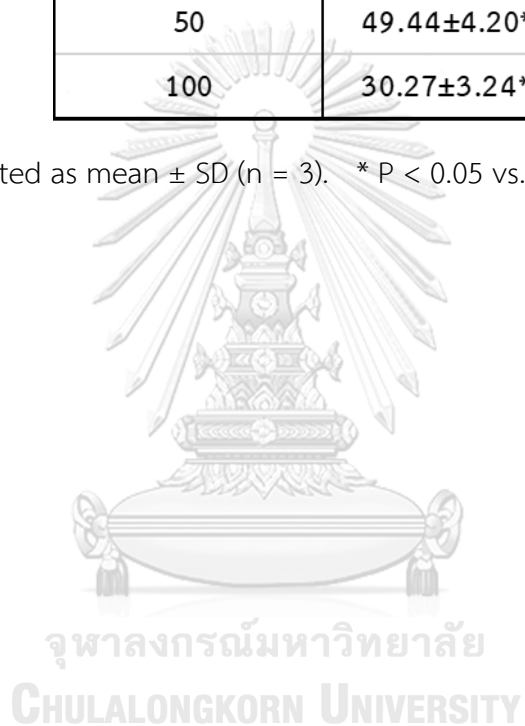 50 49.44±4.20*
100 30.27±3.24*
ted as mean ± SD (n = 3). * P < 0.05 vs.
จุฬาลงกรณ์มหาวิทยาลัย
CHULALONGKORN UNIVERSITY